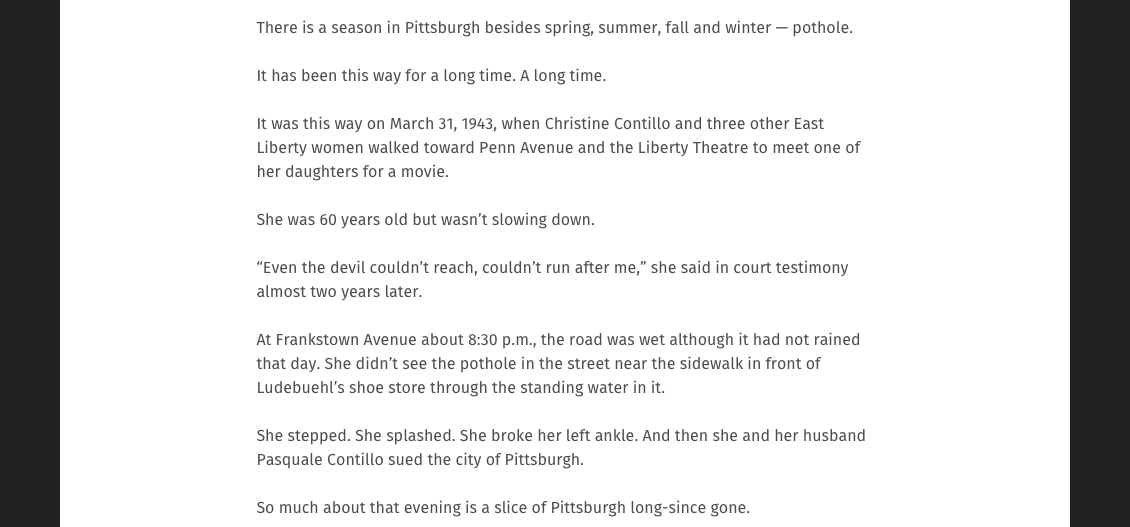 There is a season in Pittsburgh besides spring, summer, fall and winter — pothole.
It has been this way for a long time. A long time.
It was this way on March 31, 1943, when Christine Contillo and three other East
Liberty women walked toward Penn Avenue and the Liberty Theatre to meet one of
her daughters for a movie.
She was 60 years old but wasn’t slowing down.
“Even the devil couldn’t reach, couldn’t run after me,” she said in court testimony
almost two years later.
At Frankstown Avenue about 8:30 p.m., the road was wet although it had not rained
that day. She didn’t see the pothole in the street near the sidewalk in front of
Ludebuehl’s shoe store through the standing water in it.
She stepped. She splashed. She broke her left ankle. And then she and her husband
Pasquale Contillo sued the city of Pittsburgh.
So much about that evening is a slice of Pittsburgh long-since gone.